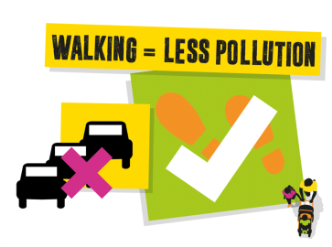 WALKING = LESS POLLUTION